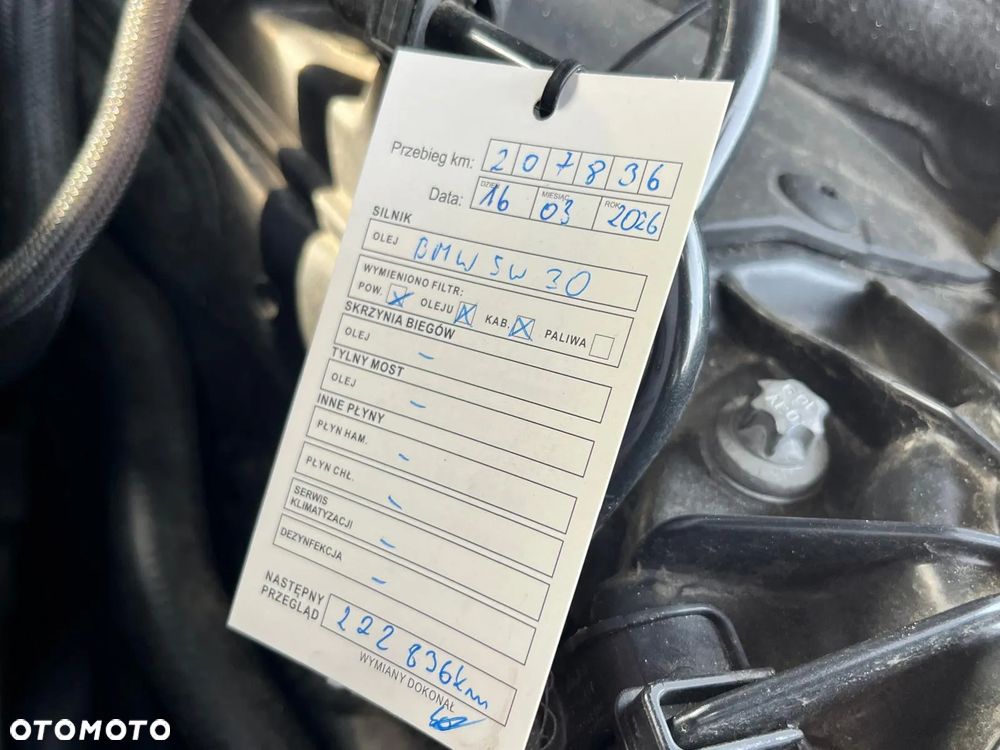 Przebieg km: 207836
Data: DZIEŃ 16 MIESIĄC 03 ROK 2026
SILNIK
OLEJ BMW 5W30
WYMIENIONO FILTR:
POW. OLEJU KAB. PALIWA
SKRZYNIA BIEGÓW
OLEJ –
TYLNY MOST
OLEJ –
INNE PŁYNY
PŁYN HAM. –
PŁYN CHŁ. –
SERWIS
KLIMATYZACJI –
DEZYNFEKCJA –
NASTĘPNY
PRZEGLĄD 222 836km
WYMIANY DOKONAŁ
OTOMOTO